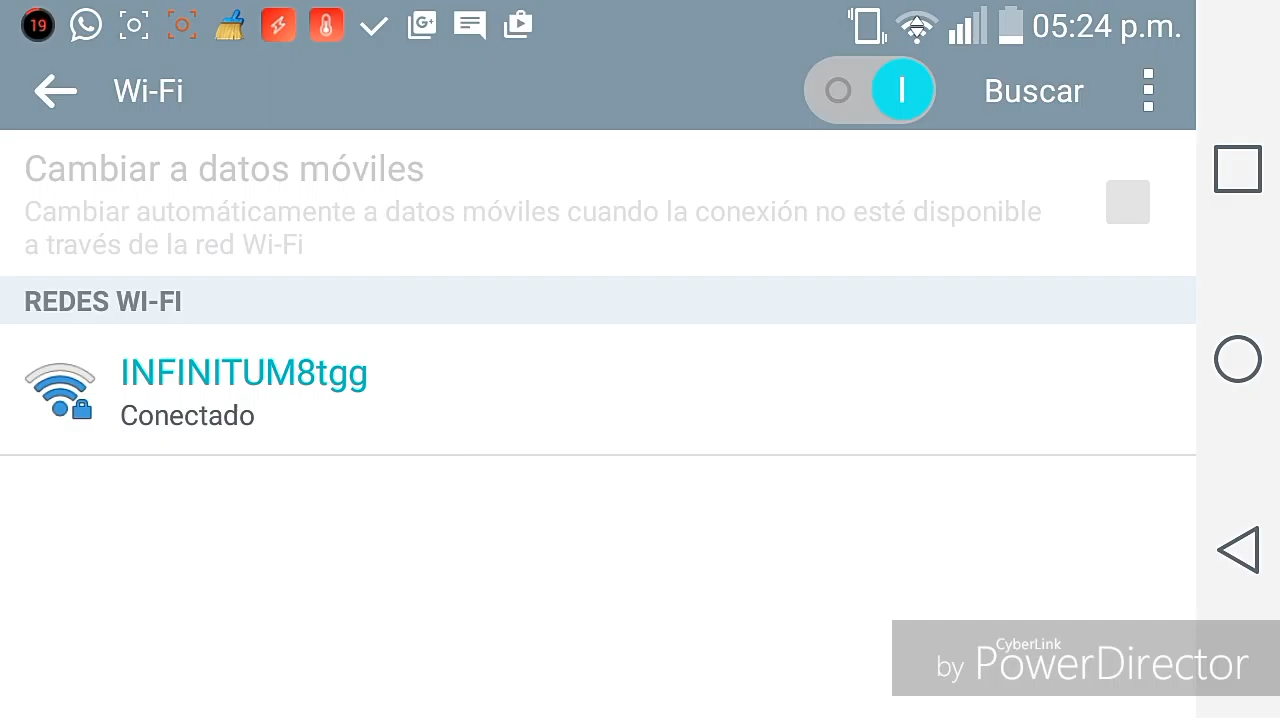 19
G+
05:24 p.m.
Wi-Fi
Buscar
Cambiar a datos móviles
Cambiar automáticamente a datos móviles cuando la conexión no esté disponible
a través de la red Wi-Fi
REDES WI-FI
INFINITUM8tgg
Conectado
CyberLink
by PowerDirector